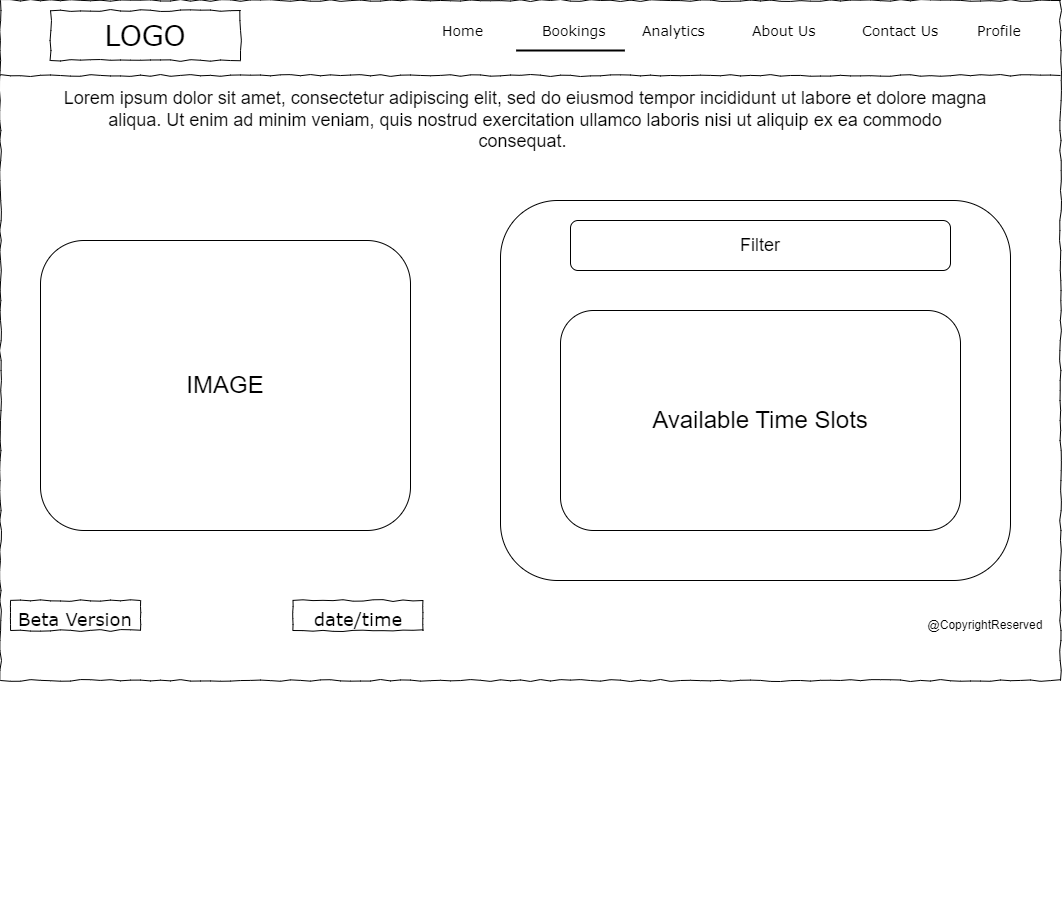 LOGO
Home Bookings Analytics About Us Contact Us Profile
Lorem ipsum dolor sit amet, consectetur adipiscing elit, sed do eiusmod tempor incididunt ut labore et dolore magna
aliqua. Ut enim ad minim veniam, quis nostrud exercitation ullamco laboris nisi ut aliquip ex ea commodo
consequat.
IMAGE
Filter
Available Time Slots
Beta Version
date/time
@CopyrightReserved